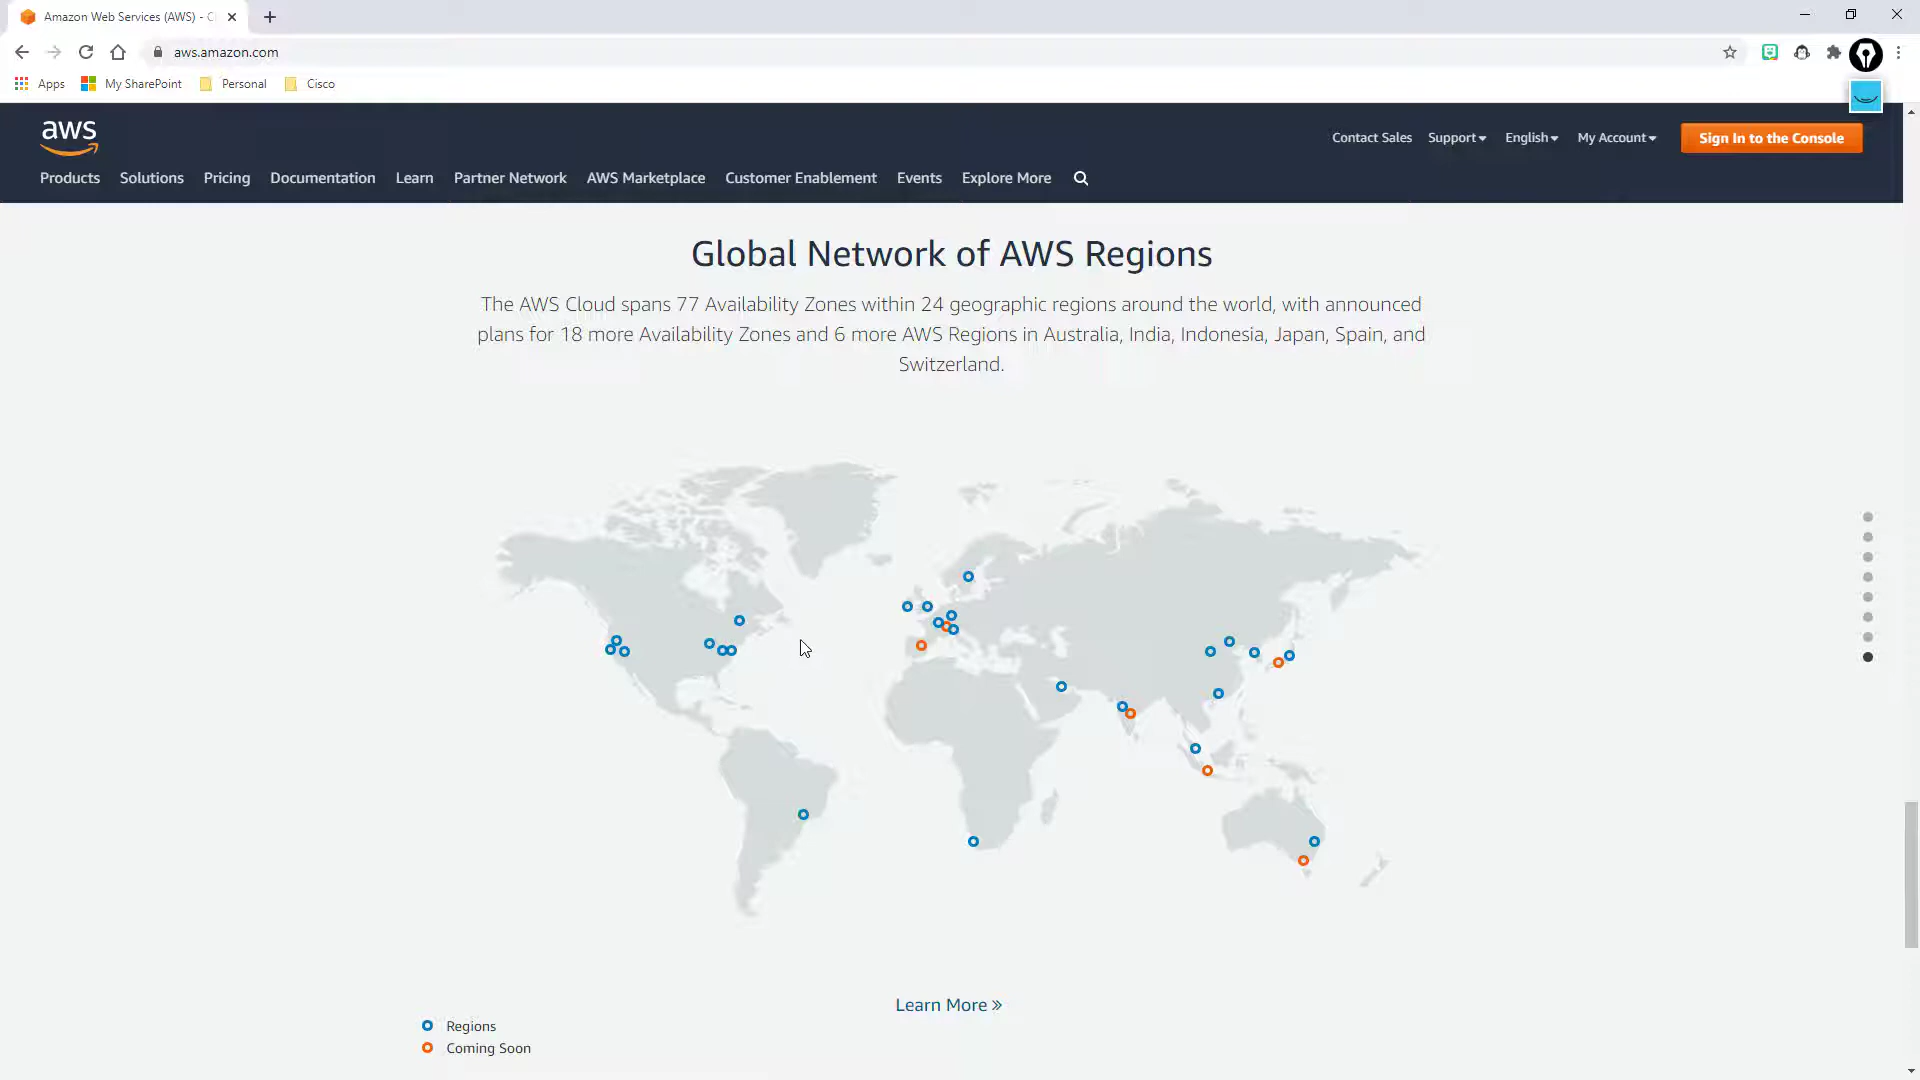 Amazon Web Services (AWS) - C
aws.amazon.com
Apps
My SharePoint
Personal
Cisco
aws
Contact Sales
Support
English
My Account
Sign In to the Console
Products
Solutions
Pricing
Documentation
Learn
Partner Network
AWS Marketplace
Customer Enablement
Events
Explore More
Global Network of AWS Regions
The AWS Cloud spans 77 Availability Zones within 24 geographic regions around the world, with announced
plans for 18 more Availability Zones and 6 more AWS Regions in Australia, India, Indonesia, Japan, Spain, and
Switzerland.
Learn More »
Regions
Coming Soon